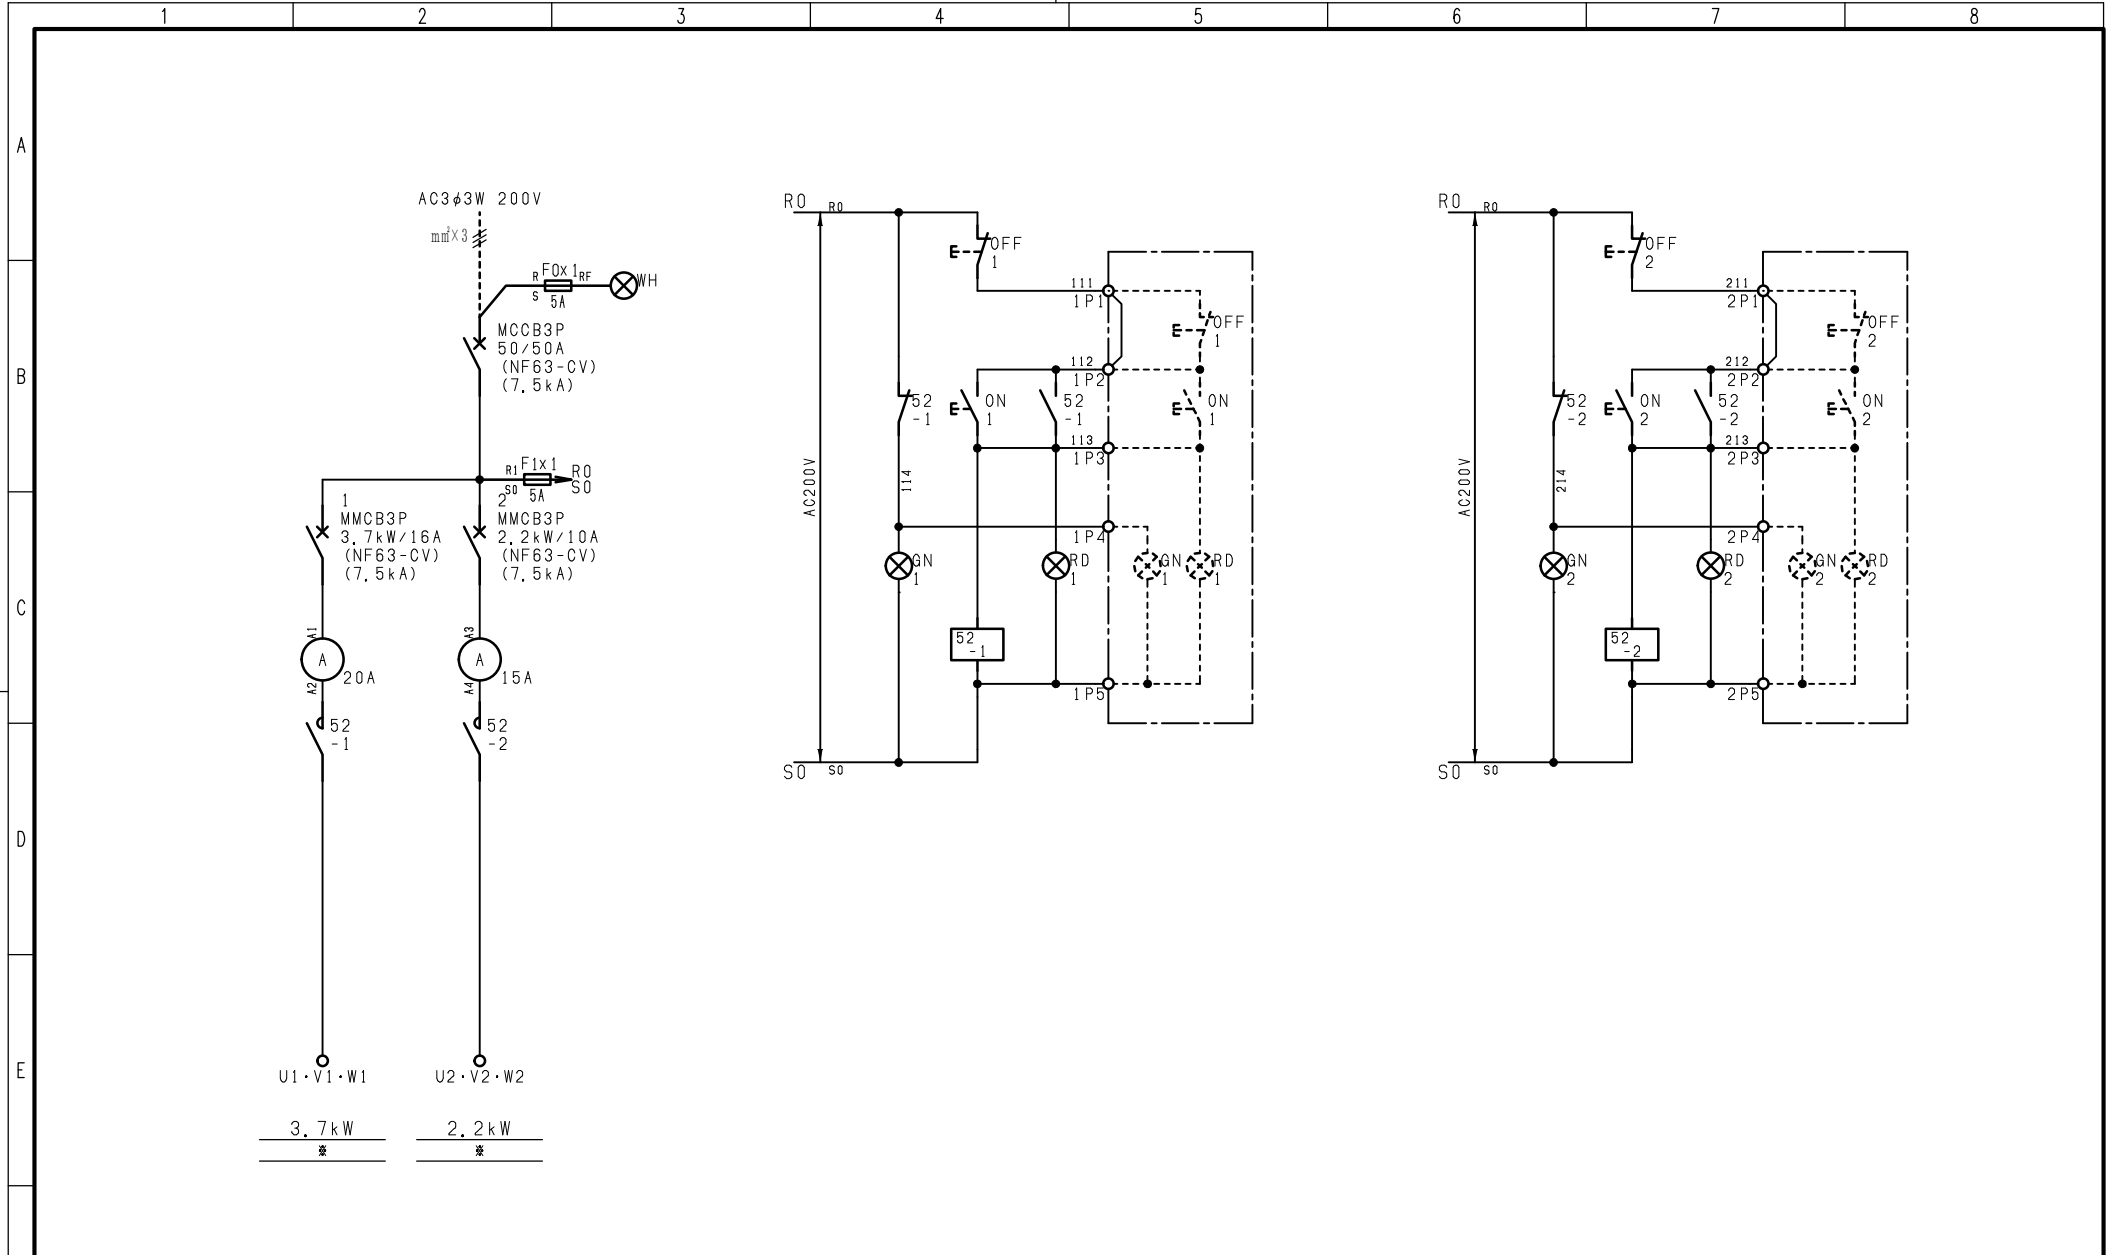 1 2 3 4 5 6 7 8
A
B
C
D
E
AC3φ3W 200V
mm²×3
R F0x1 RF
S 5A
WH
MCCB3P
50/50A
(NF63-CV)
(7.5kA)
R1 F1x1 R0
S0 5A S0
1
MMCB3P
3.7kW/16A
(NF63-CV)
(7.5kA)
2
MMCB3P
2.2kW/10A
(NF63-CV)
(7.5kA)
A1
A
20A
A2
52
-1
A3
A
15A
A4
52
-2
U1・V1・W1
U2・V2・W2
3.7kW
※
2.2kW
※
R0 R0
OFF
1
111
1P1
OFF
1
112
1P2
52
-1
ON
1
52
-1
ON
1
113
1P3
AC200V
114
1P4
GN
1
RD
1
GN
1
RD
1
52
-1
1P5
S0 S0
R0 R0
OFF
2
211
2P1
OFF
2
212
2P2
52
-2
ON
2
52
-2
ON
2
213
2P3
AC200V
214
2P4
GN
2
RD
2
GN
2
RD
2
52
-2
2P5
S0 S0